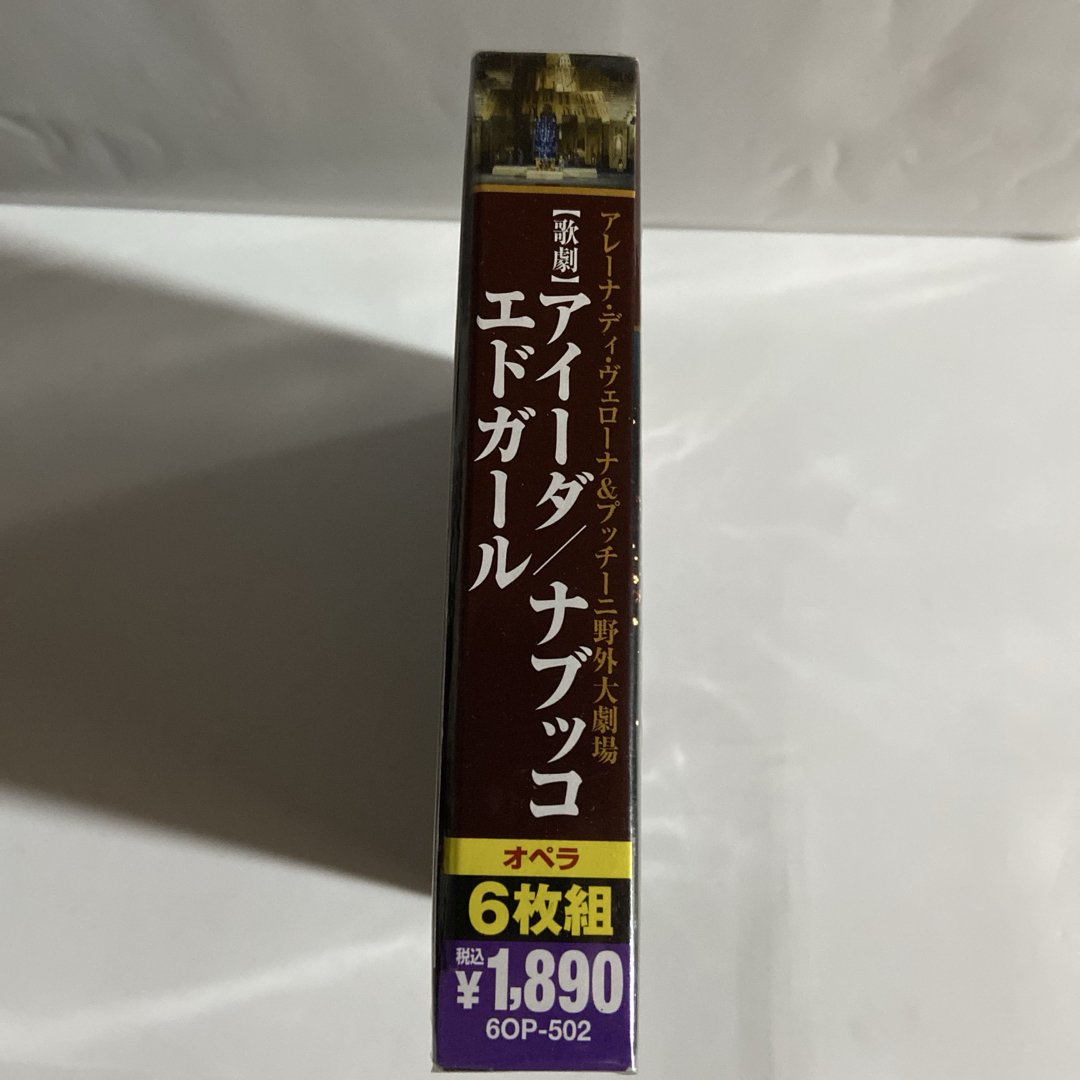 アレーナ・ディ・ヴェローナ&プッチーニ野外大劇場
【歌劇】アイーダ/ナブッコ
エドガール
オペラ
6枚組
税込
¥1,890
6OP-502